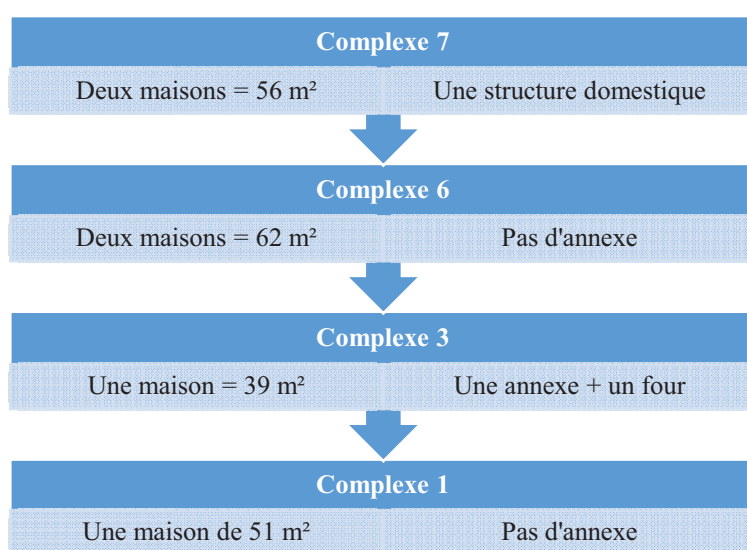 Complexe 7
Deux maisons = 56 m²
Une structure domestique
Complexe 6
Deux maisons = 62 m²
Pas d'annexe
Complexe 3
Une maison = 39 m²
Une annexe + un four
Complexe 1
Une maison de 51 m²
Pas d'annexe